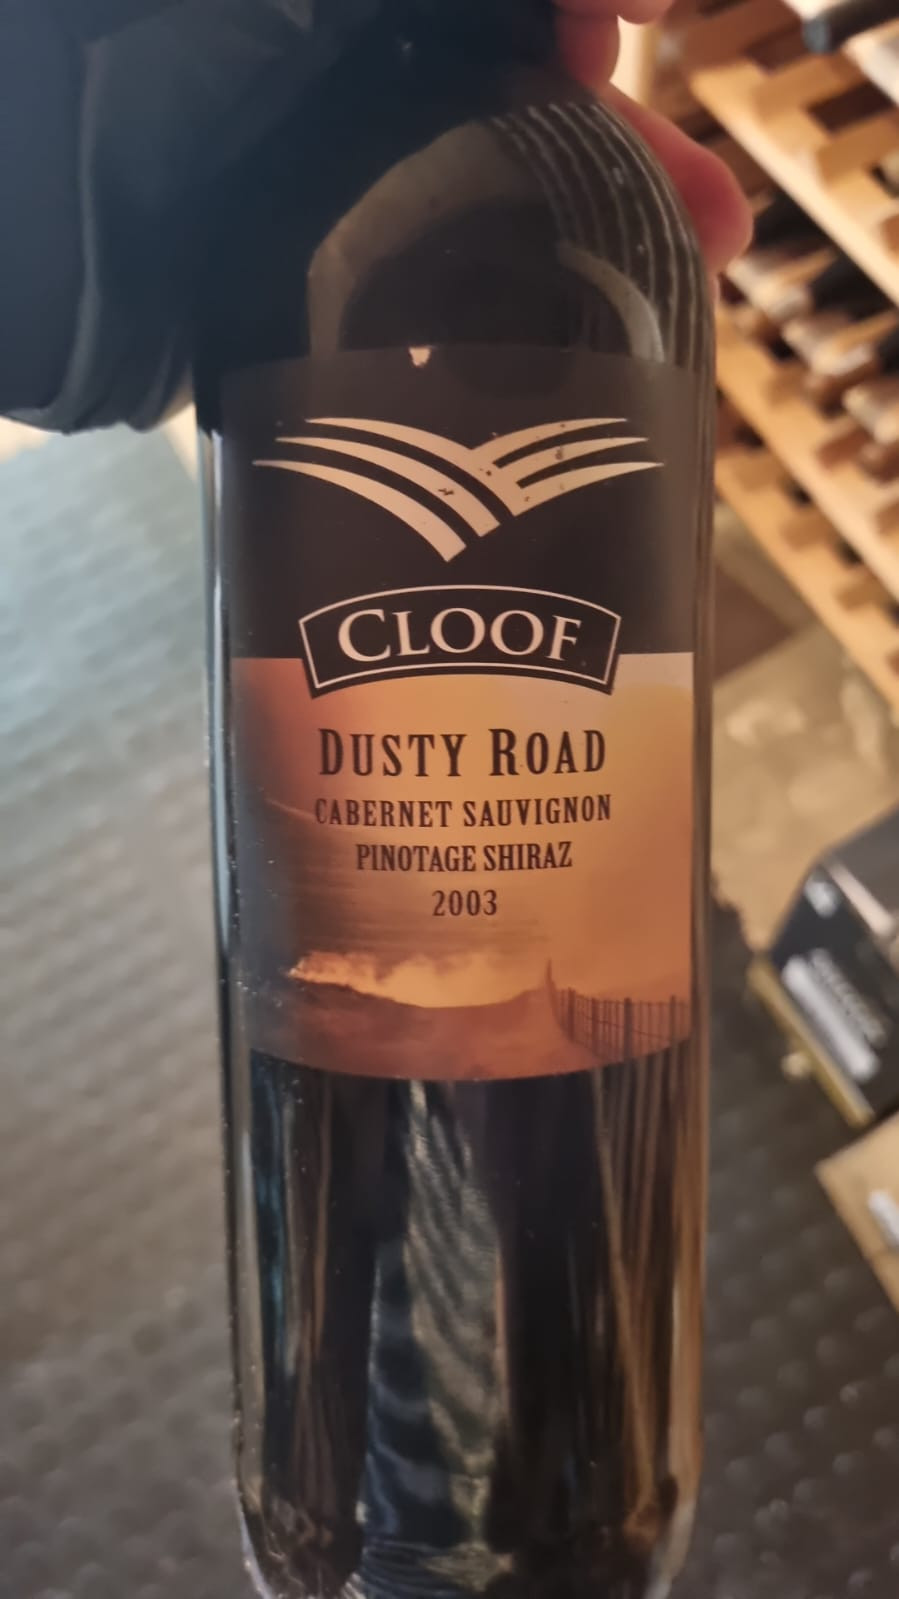 CLOOF
DUSTY ROAD
CABERNET SAUVIGNON
PINOTAGE SHIRAZ
2003